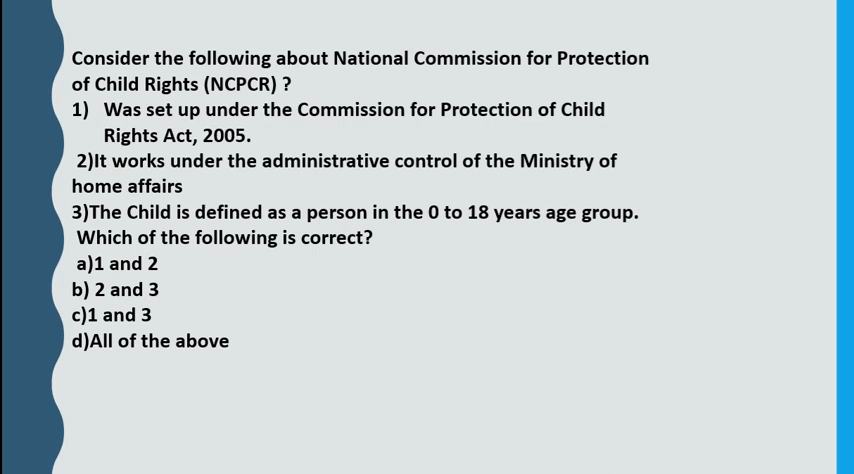 Consider the following about National Commission for Protection
of Child Rights (NCPCR) ?
1) Was set up under the Commission for Protection of Child
Rights Act, 2005.
2)It works under the administrative control of the Ministry of
home affairs
3)The Child is defined as a person in the 0 to 18 years age group.
Which of the following is correct?
a)1 and 2
b) 2 and 3
c)1 and 3
d)All of the above